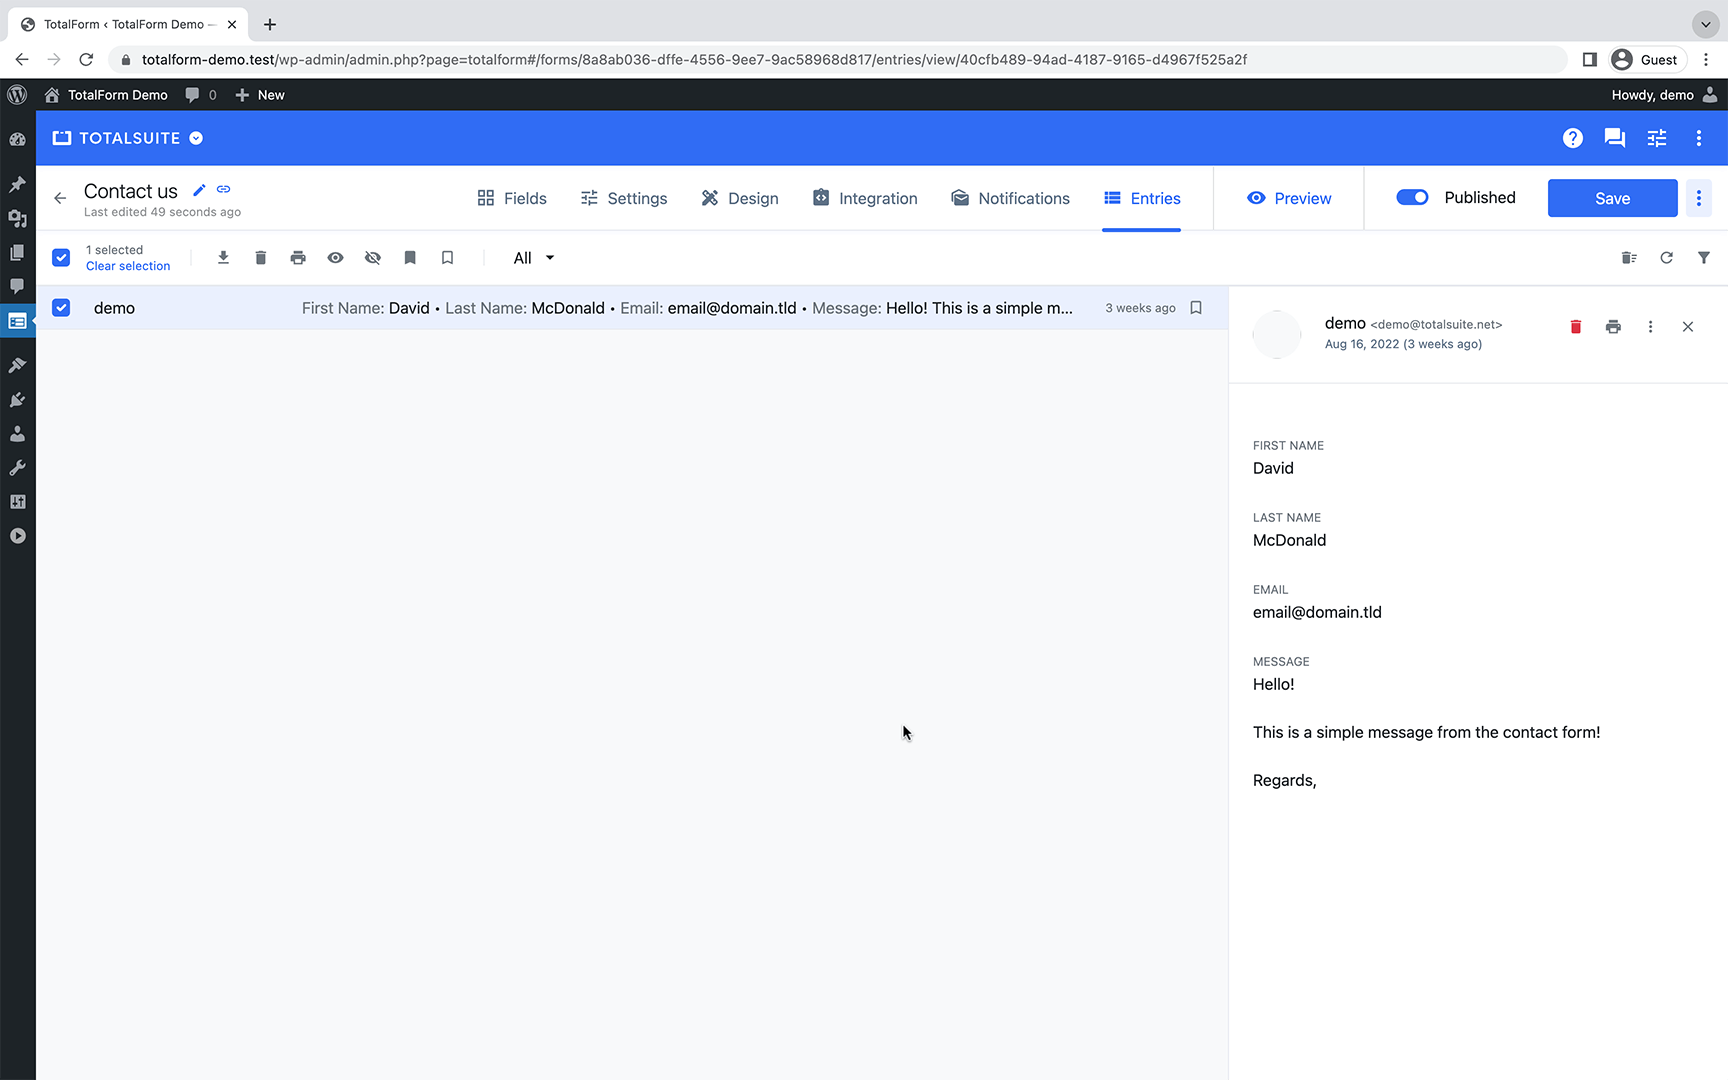 TotalForm ‹ TotalForm Demo –
totalform-demo.test/wp-admin/admin.php?page=totalform#/forms/8a8ab036-dffe-4556-9ee7-9ac58968d817/entries/view/40cfb489-94ad-4187-9165-d4967f525a2f
Guest
TotalForm Demo 0 New
Howdy, demo
TOTALSUITE
Contact us
Last edited 49 seconds ago
Fields Settings Design Integration Notifications Entries Preview Published Save
1 selected
Clear selection
All
demo First Name: David • Last Name: McDonald • Email: email@domain.tld • Message: Hello! This is a simple m... 3 weeks ago
demo <demo@totalsuite.net>
Aug 16, 2022 (3 weeks ago)
FIRST NAME
David
LAST NAME
McDonald
EMAIL
email@domain.tld
MESSAGE
Hello!
This is a simple message from the contact form!
Regards,